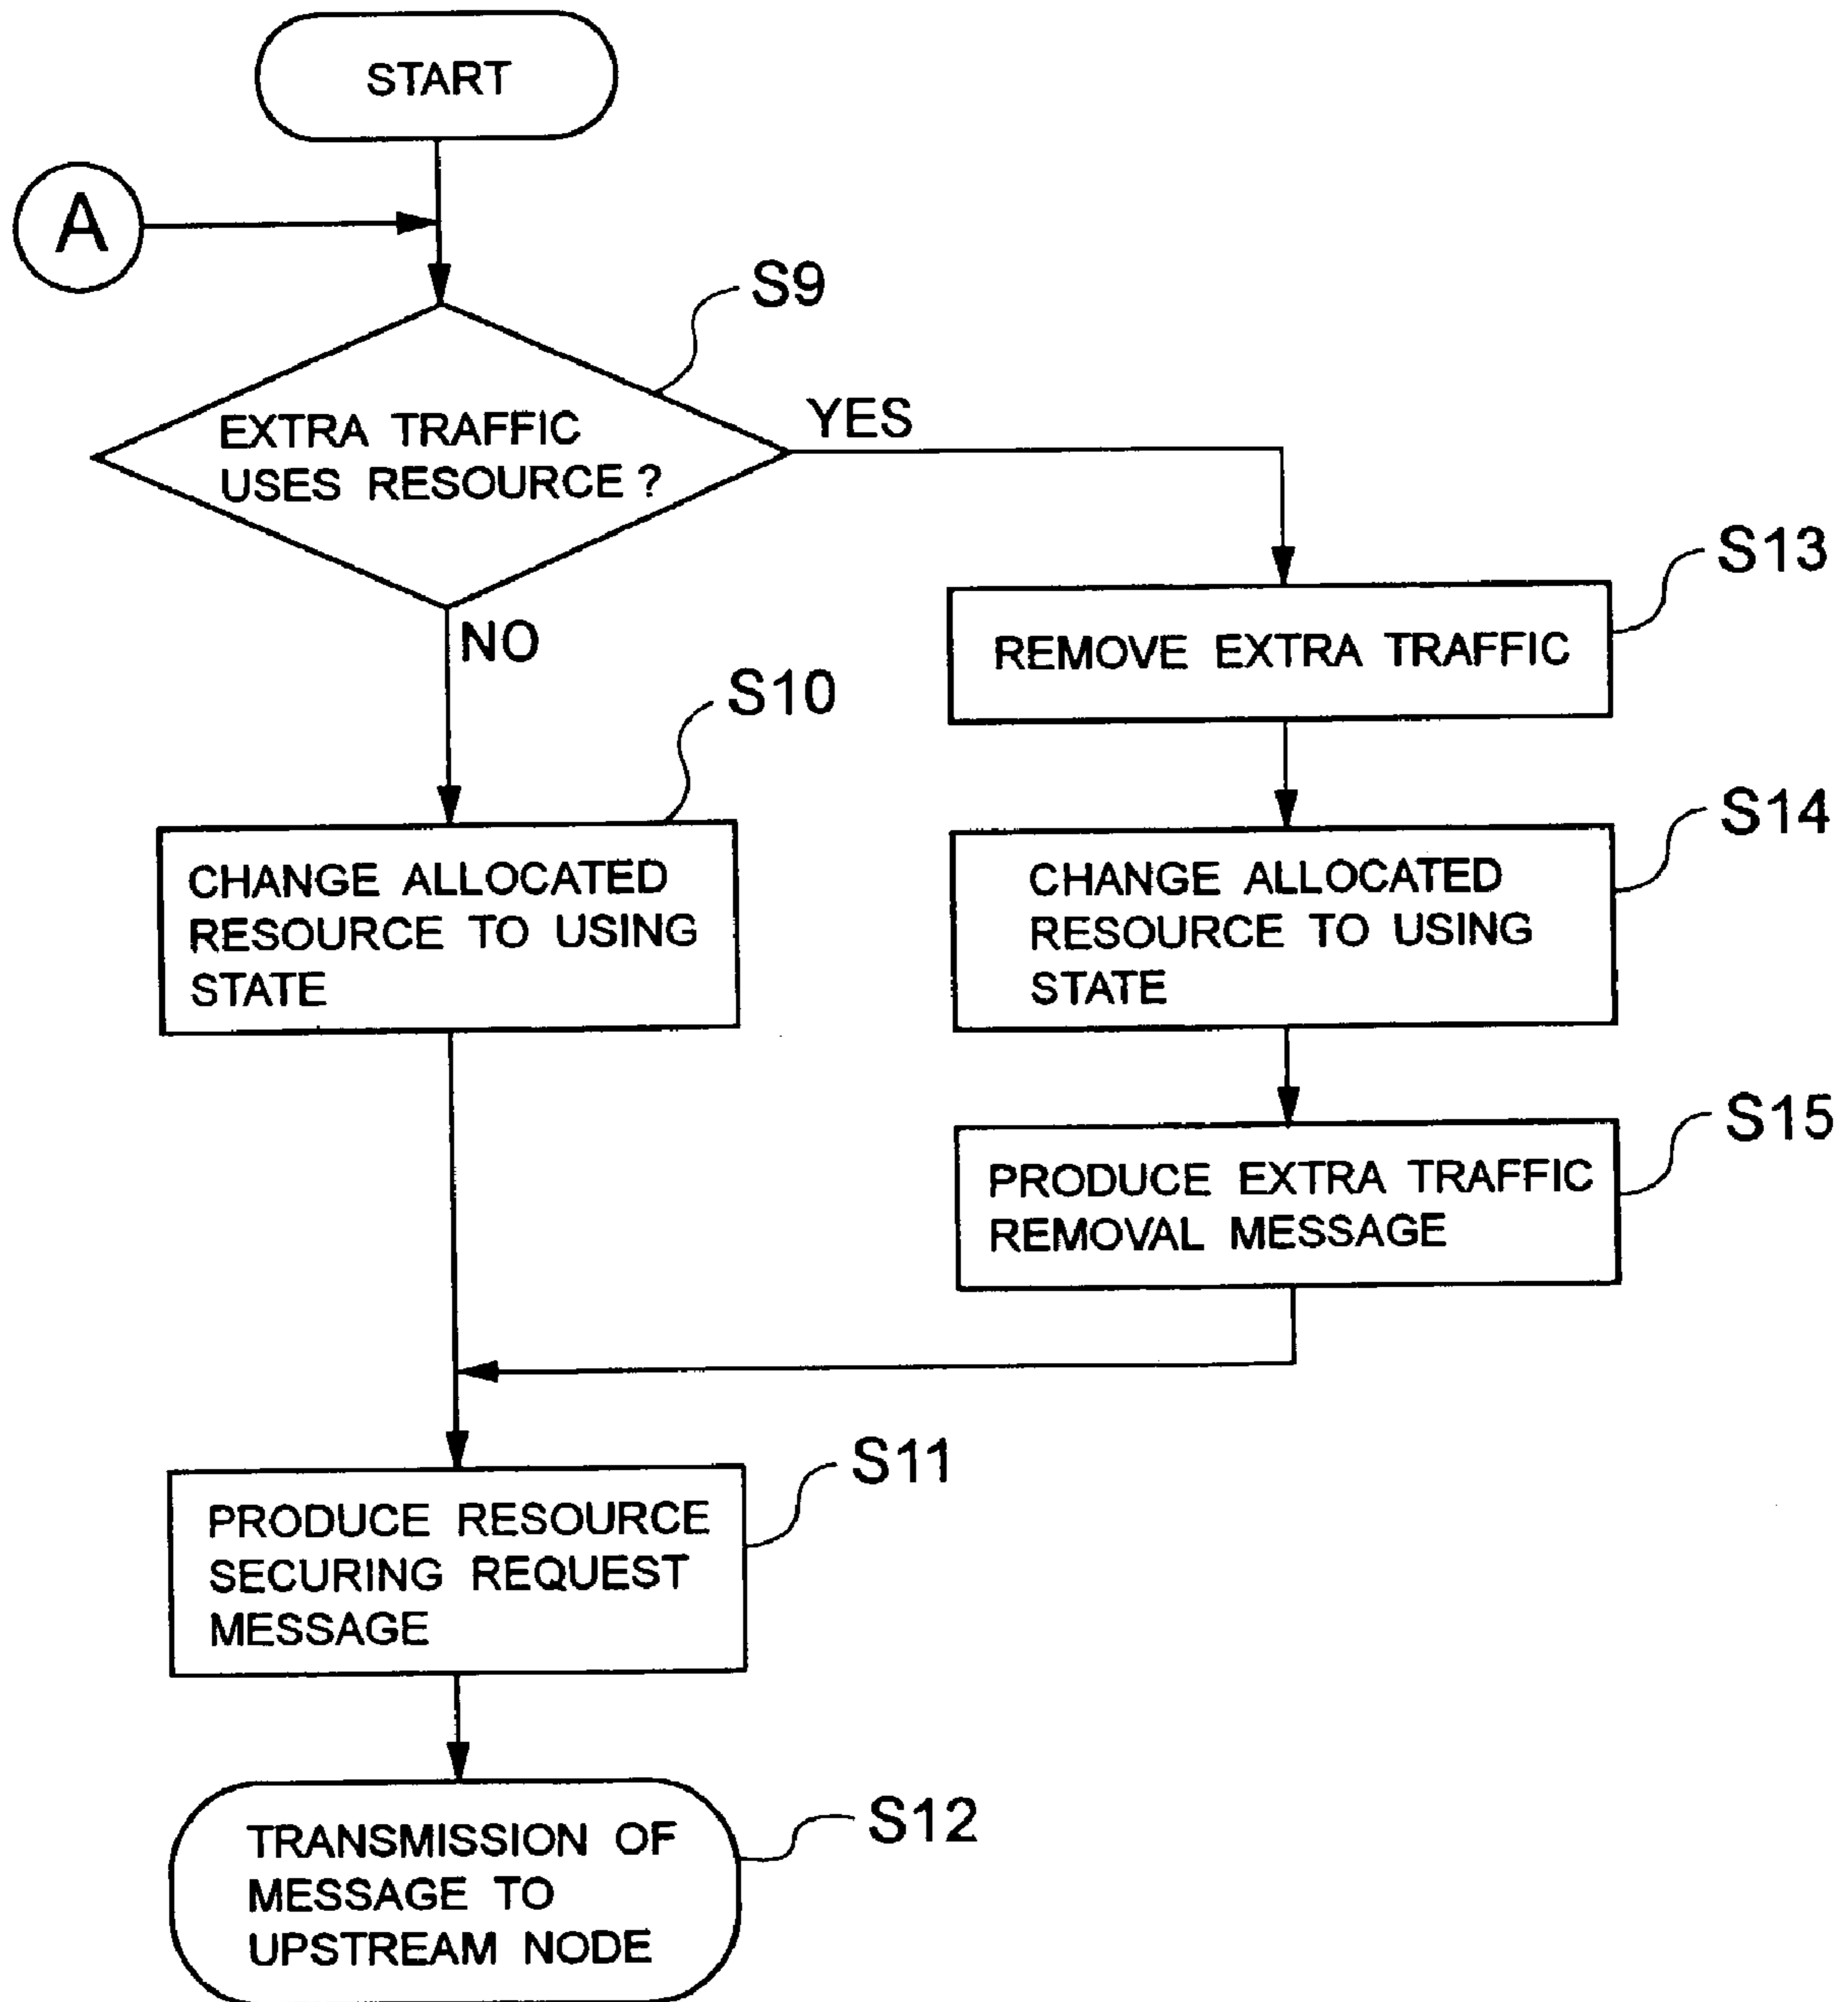 START
A
S9
EXTRA TRAFFIC
USES RESOURCE ?
YES
NO
S13
REMOVE EXTRA TRAFFIC
S10
CHANGE ALLOCATED
RESOURCE TO USING
STATE
S14
CHANGE ALLOCATED
RESOURCE TO USING
STATE
S15
PRODUCE EXTRA TRAFFIC
REMOVAL MESSAGE
S11
PRODUCE RESOURCE
SECURING REQUEST
MESSAGE
S12
TRANSMISSION OF
MESSAGE TO
UPSTREAM NODE